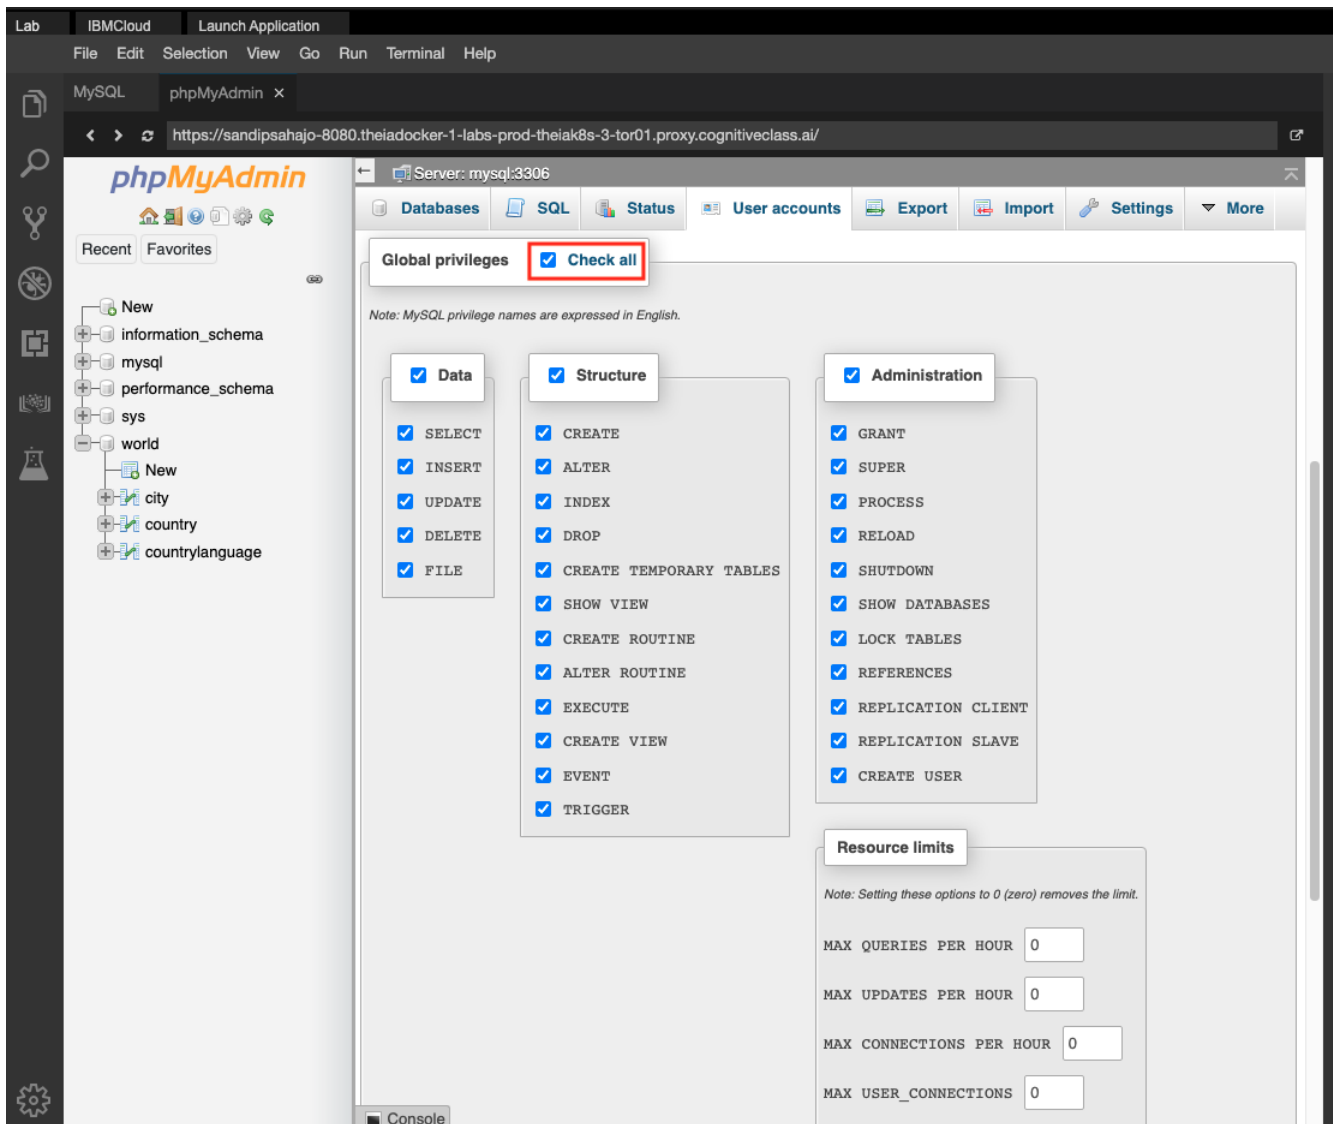 Lab IBMCloud Launch Application
File Edit Selection View Go Run Terminal Help
MySQL phpMyAdmin ×
https://sandipsahajo-8080.theiadocker-1-labs-prod-theiak8s-3-tor01.proxy.cognitiveclass.ai/
phpMyAdmin
Recent Favorites
New
information_schema
mysql
performance_schema
sys
world
New
city
country
countrylanguage
Server: mysql:3306
Databases SQL Status User accounts Export Import Settings More
Global privileges Check all
Note: MySQL privilege names are expressed in English.
Data
SELECT
INSERT
UPDATE
DELETE
FILE
Structure
CREATE
ALTER
INDEX
DROP
CREATE TEMPORARY TABLES
SHOW VIEW
CREATE ROUTINE
ALTER ROUTINE
EXECUTE
CREATE VIEW
EVENT
TRIGGER
Administration
GRANT
SUPER
PROCESS
RELOAD
SHUTDOWN
SHOW DATABASES
LOCK TABLES
REFERENCES
REPLICATION CLIENT
REPLICATION SLAVE
CREATE USER
Resource limits
Note: Setting these options to 0 (zero) removes the limit.
MAX QUERIES PER HOUR 0
MAX UPDATES PER HOUR 0
MAX CONNECTIONS PER HOUR 0
MAX USER_CONNECTIONS 0
Console